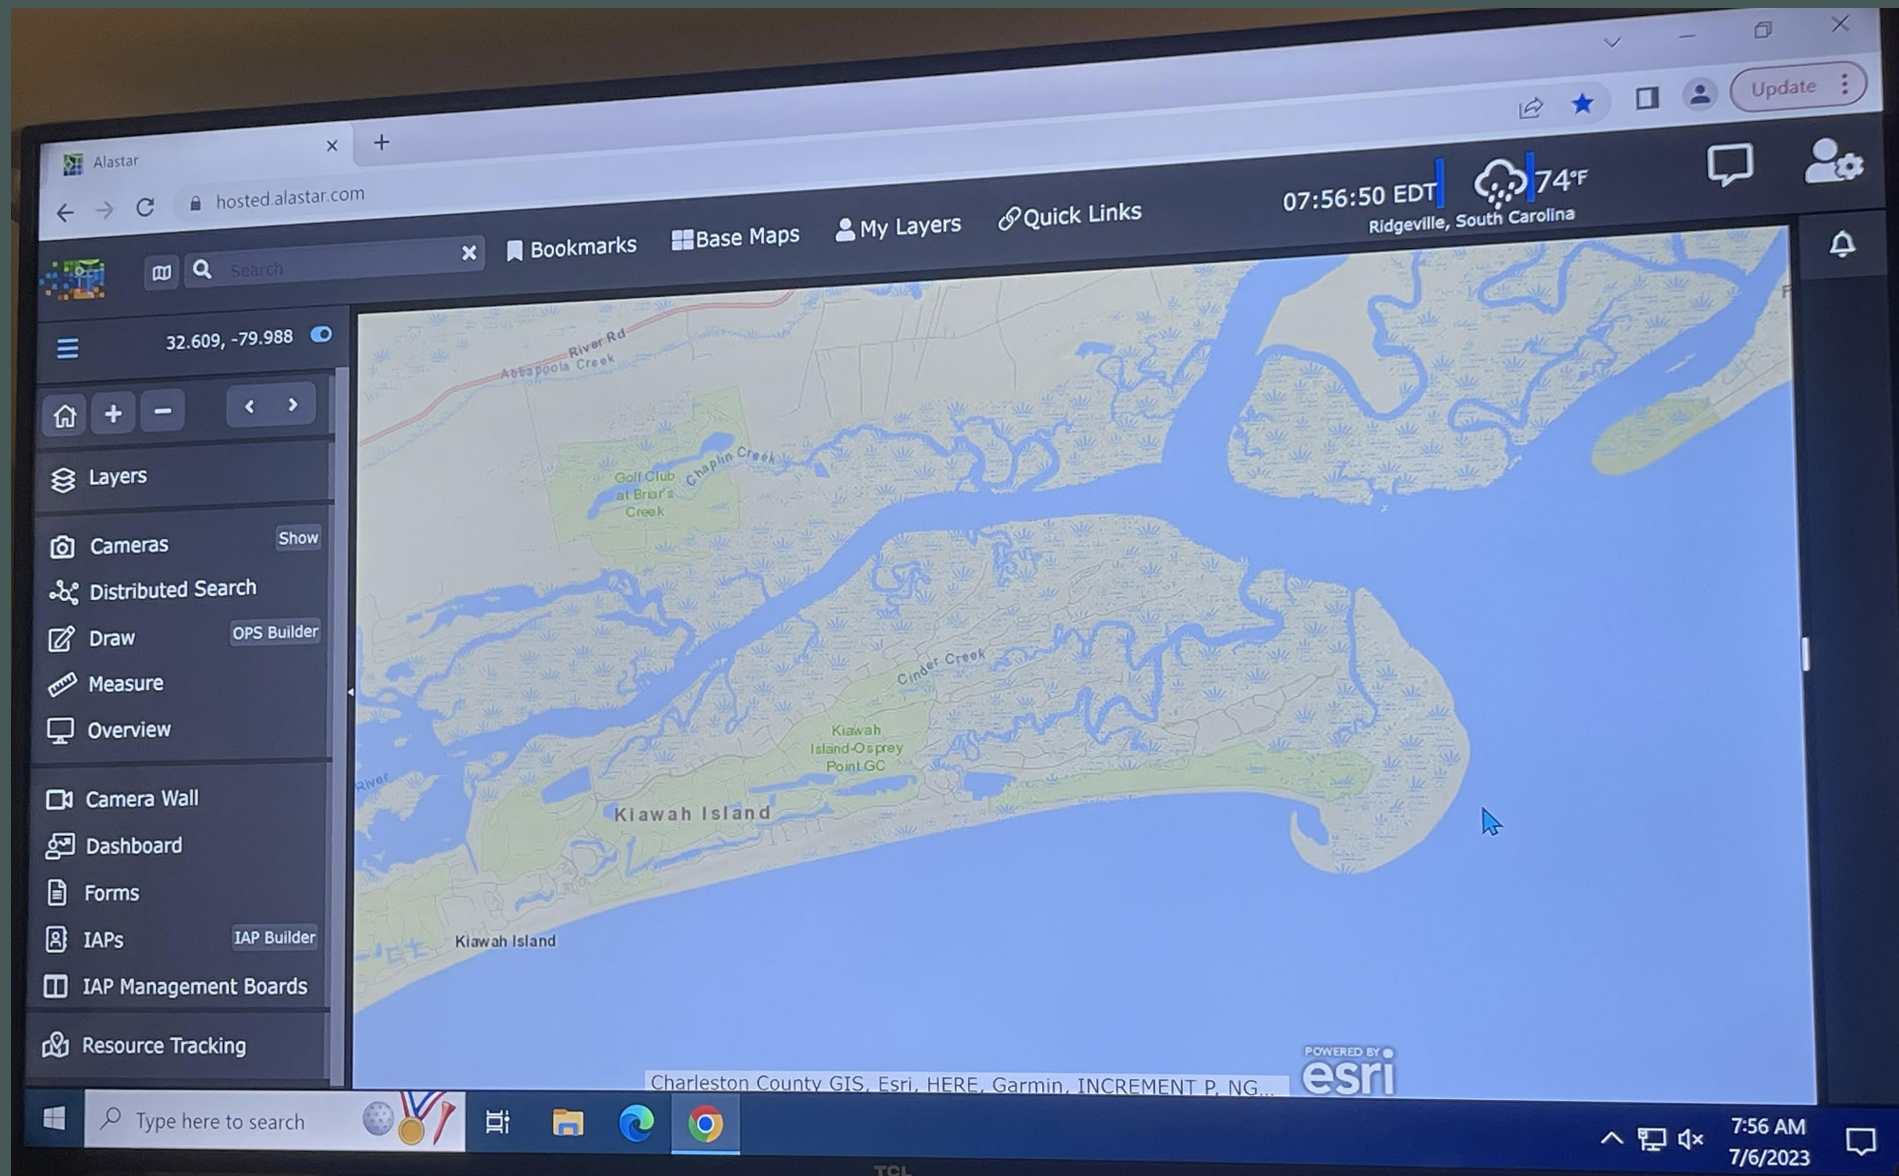 Alastar
Update
hosted.alastar.com
Search
Bookmarks
Base Maps
My Layers
Quick Links
07:56:50 EDT
74°F
Ridgeville, South Carolina
32.609, -79.988
Layers
Cameras
Show
Distributed Search
Draw
OPS Builder
Measure
Overview
Camera Wall
Dashboard
Forms
IAPs
IAP Builder
IAP Management Boards
Resource Tracking
River Rd
Abbapoola Creek
Golf Club
at Briar's
Creek
Chaplin Creek
Cinder Creek
Kiawah
Island-Osprey
Point GC
River
Kiawah Island
Kiawah Island
Charleston County GIS, Esri, HERE, Garmin, INCREMENT P, NG...
POWERED BY
esri
Type here to search
7:56 AM
7/6/2023
TCL